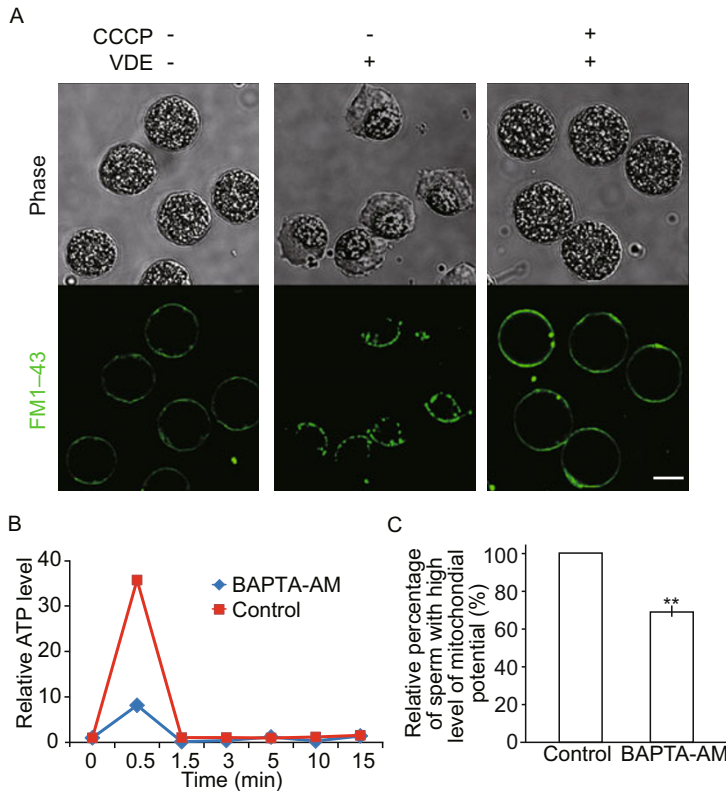 A
CCCP - - +
VDE - + +
Phase
FM1–43
B
Relative ATP level
40
30
20
10
0
BAPTA-AM
Control
0 0.5 1.5 3 5 10 15
Time (min)
C
Relative percentage
of sperm with high
level of mitochondial
potential (%)
100
80
60
40
20
0
**
Control BAPTA-AM